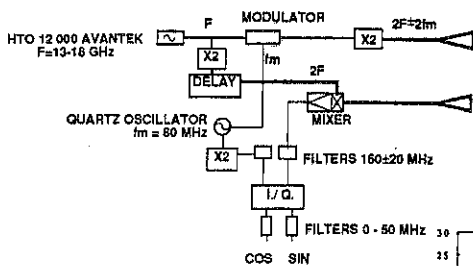 MODULATOR
F
2F±2fm
HTO 12 000 AVANTEK
F=13-18 GHz
X2
X2
fm
DELAY
2F
QUARTZ OSCILLATOR
fm = 80 MHz
MIXER
X2
FILTERS 160±20 MHz
I./ Q.
FILTERS 0 - 50 MHz
COS
SIN
30
25